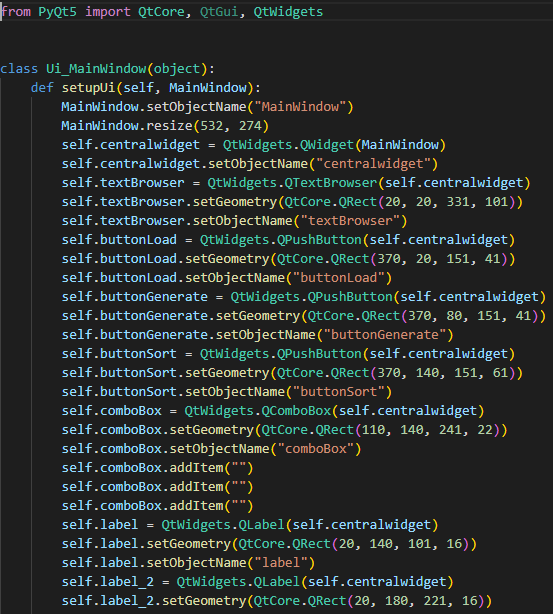 from PyQt5 import QtCore, QtGui, QtWidgets
class Ui_MainWindow(object):
def setupUi(self, MainWindow):
MainWindow.setObjectName("MainWindow")
MainWindow.resize(532, 274)
self.centralwidget = QtWidgets.QWidget(MainWindow)
self.centralwidget.setObjectName("centralwidget")
self.textBrowser = QtWidgets.QTextBrowser(self.centralwidget)
self.textBrowser.setGeometry(QtCore.QRect(20, 20, 331, 101))
self.textBrowser.setObjectName("textBrowser")
self.buttonLoad = QtWidgets.QPushButton(self.centralwidget)
self.buttonLoad.setGeometry(QtCore.QRect(370, 20, 151, 41))
self.buttonLoad.setObjectName("buttonLoad")
self.buttonGenerate = QtWidgets.QPushButton(self.centralwidget)
self.buttonGenerate.setGeometry(QtCore.QRect(370, 80, 151, 41))
self.buttonGenerate.setObjectName("buttonGenerate")
self.buttonSort = QtWidgets.QPushButton(self.centralwidget)
self.buttonSort.setGeometry(QtCore.QRect(370, 140, 151, 61))
self.buttonSort.setObjectName("buttonSort")
self.comboBox = QtWidgets.QComboBox(self.centralwidget)
self.comboBox.setGeometry(QtCore.QRect(110, 140, 241, 22))
self.comboBox.setObjectName("comboBox")
self.comboBox.addItem("")
self.comboBox.addItem("")
self.comboBox.addItem("")
self.label = QtWidgets.QLabel(self.centralwidget)
self.label.setGeometry(QtCore.QRect(20, 140, 101, 16))
self.label.setObjectName("label")
self.label_2 = QtWidgets.QLabel(self.centralwidget)
self.label_2.setGeometry(QtCore.QRect(20, 180, 221, 16))